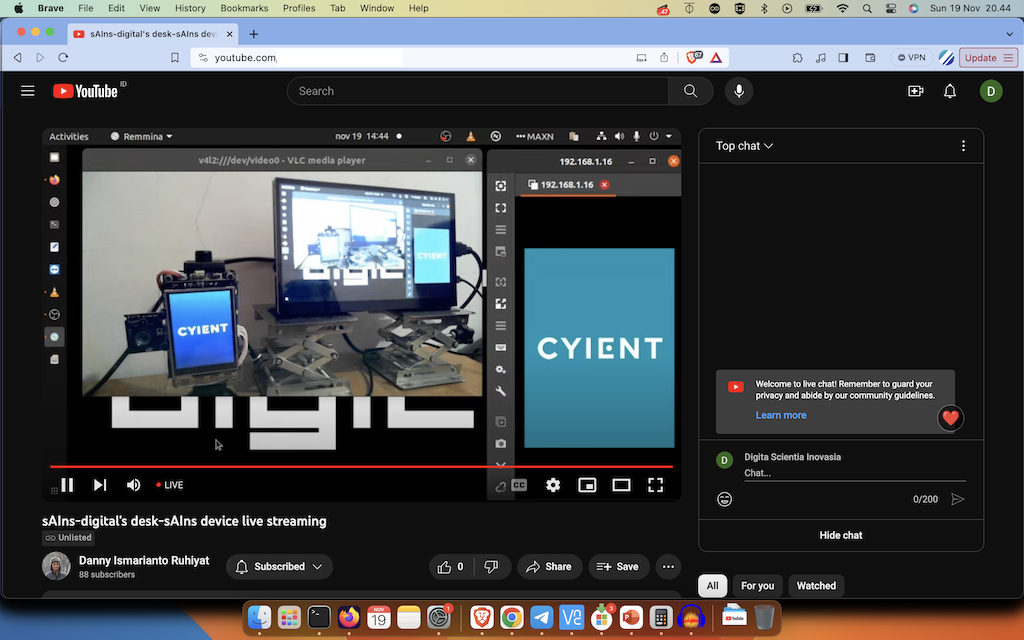 Brave File Edit View History Bookmarks Profiles Tab Window Help
Sun 19 Nov 20.44
sAIns-digital's desk-sAIns dev
youtube.com
VPN
Update
YouTube ID
Search
D
Activities
Remmina
nov 19 14:44
MAXN
v4l2:///dev/video0 - VLC media player
192.168.1.16
192.168.1.16
CYIENT
CYIENT
CYIENT
LIVE
CC
sAIns-digital's desk-sAIns device live streaming
Unlisted
Danny Ismarianto Ruhiyat
88 subscribers
Subscribed
0
Share
Save
Top chat
Welcome to live chat! Remember to guard your
privacy and abide by our community guidelines.
Learn more
D
Digita Scientia Inovasia
Chat...
0/200
Hide chat
All
For you
Watched
NOV
19
1
3